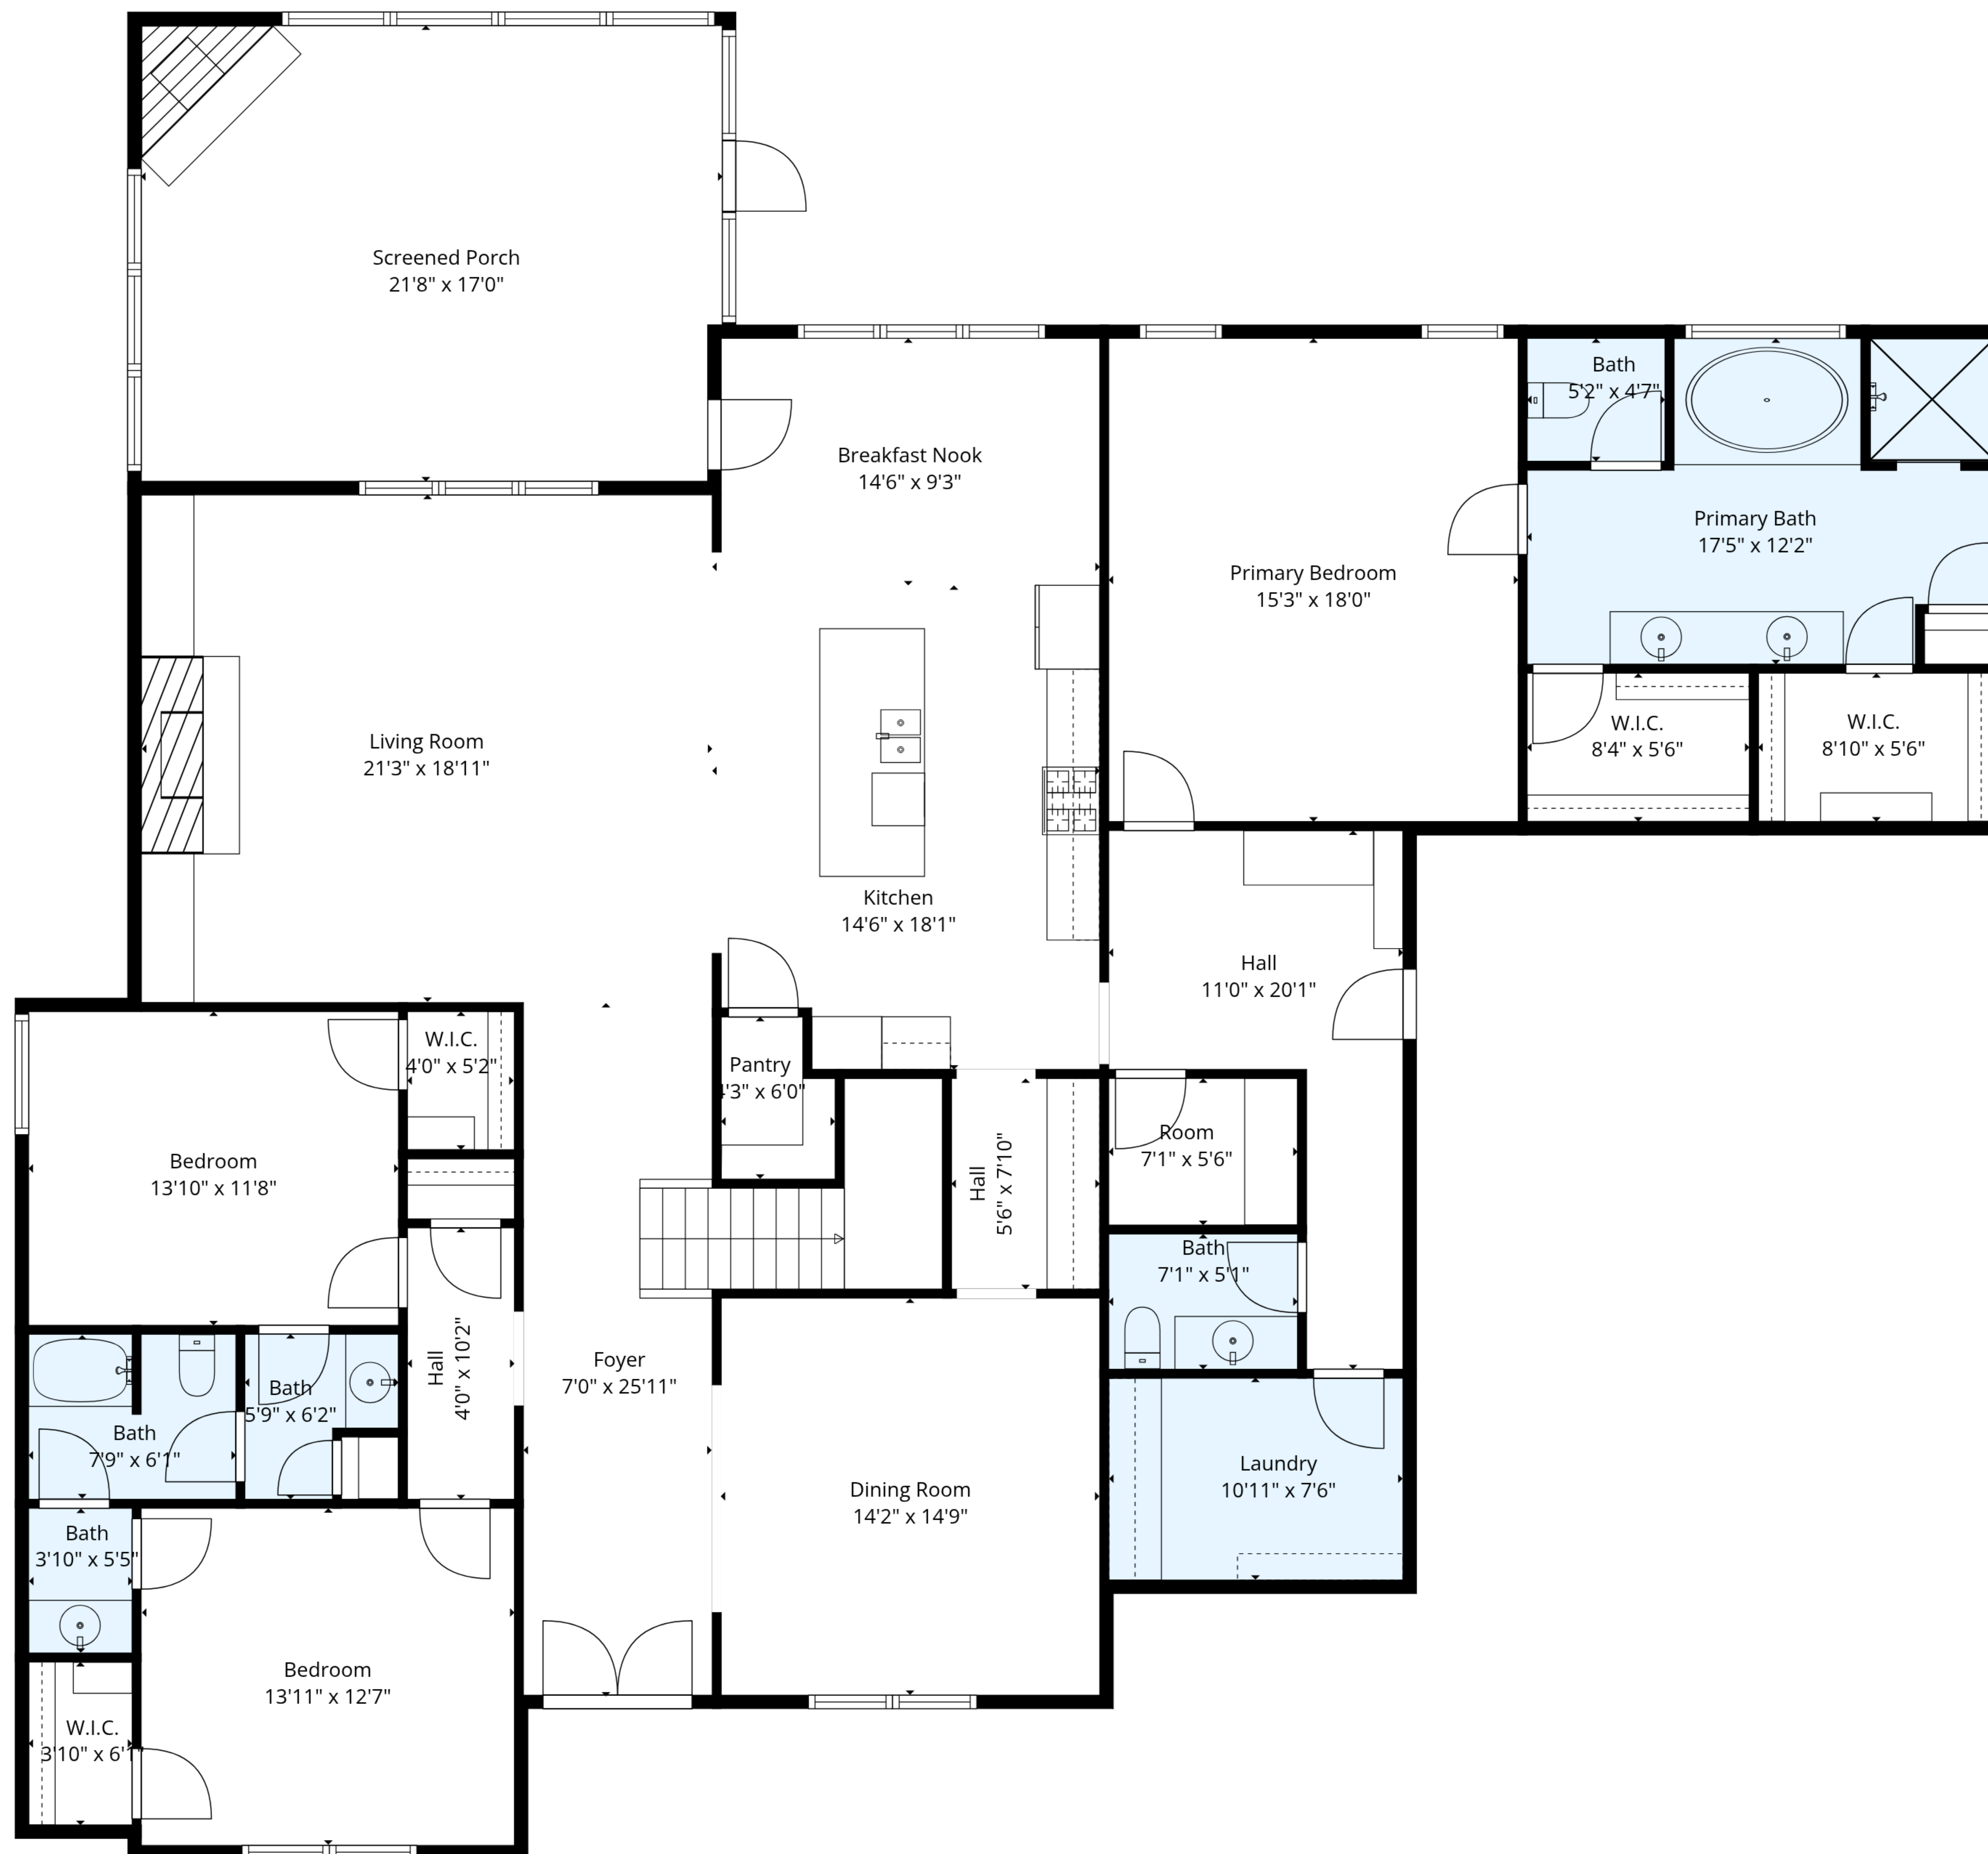 Screened Porch
21'8" x 17'0"
Breakfast Nook
14'6" x 9'3"
Bath
5'2" x 4'7"
Primary Bath
17'5" x 12'2"
Primary Bedroom
15'3" x 18'0"
W.I.C.
8'4" x 5'6"
W.I.C.
8'10" x 5'6"
Living Room
21'3" x 18'11"
Kitchen
14'6" x 18'1"
Hall
11'0" x 20'1"
W.I.C.
4'0" x 5'2"
Pantry
4'3" x 6'0"
Bedroom
13'10" x 11'8"
Hall
5'6" x 7'10"
Room
7'1" x 5'6"
Bath
7'1" x 5'1"
Hall
4'0" x 10'2"
Foyer
7'0" x 25'11"
Bath
5'9" x 6'2"
Bath
7'9" x 6'1"
Dining Room
14'2" x 14'9"
Laundry
10'11" x 7'6"
Bath
3'10" x 5'5"
Bedroom
13'11" x 12'7"
W.I.C.
3'10" x 6'1"